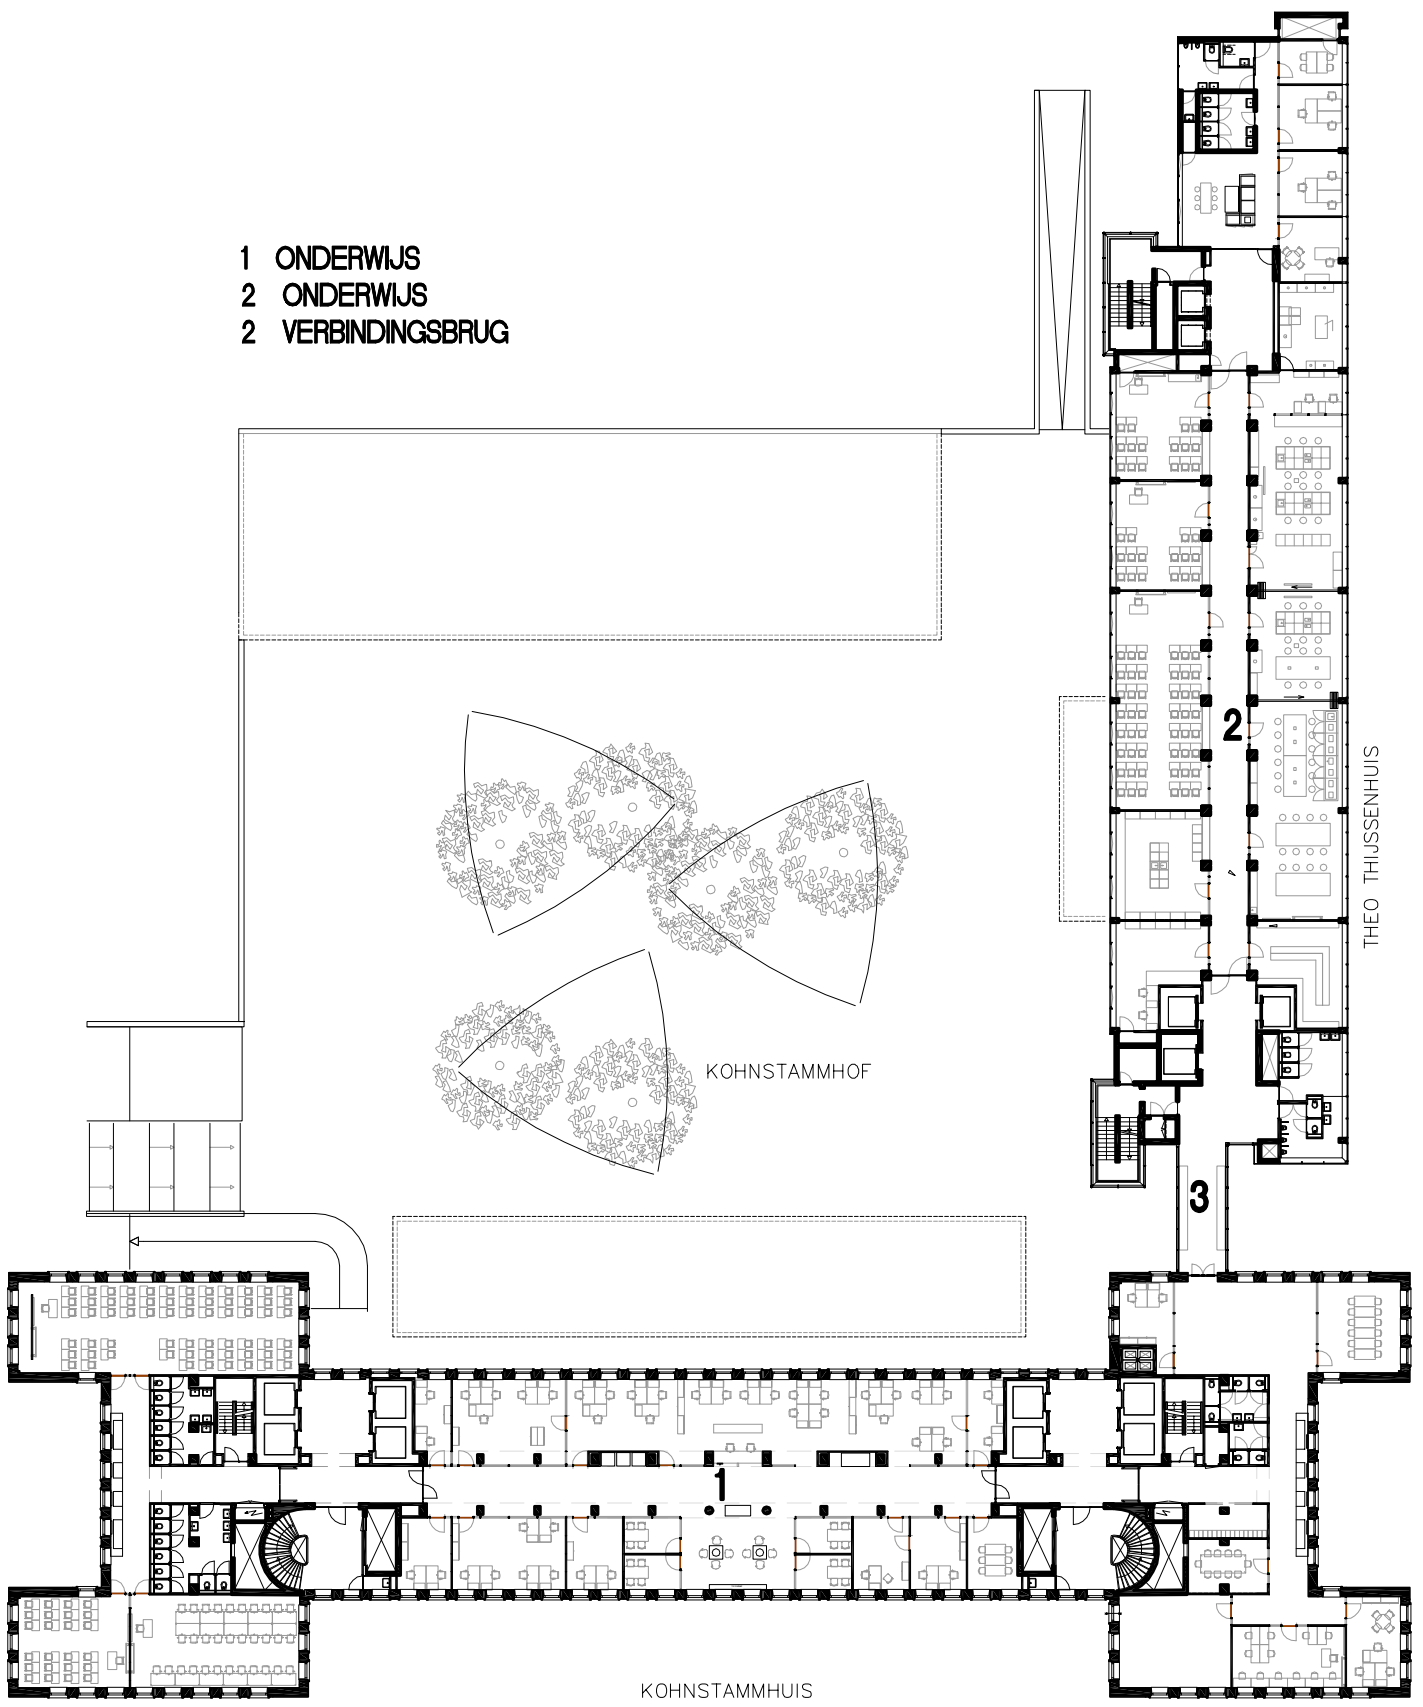 1 ONDERWIJS
2 ONDERWIJS
2 VERBINDINGSBRUG
2
THEO THIJSSENHUIS
KOHNSTAMMHOF
3
1
KOHNSTAMMHUIS